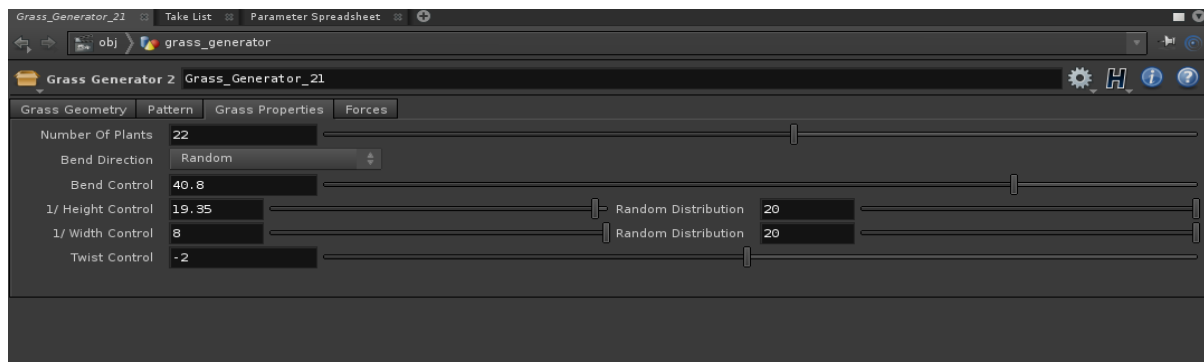 Grass_Generator_21 Take List Parameter Spreadsheet
obj grass_generator
Grass Generator 2 Grass_Generator_21
Grass Geometry Pattern Grass Properties Forces
Number Of Plants 22
Bend Direction Random
Bend Control 40.8
1/ Height Control 19.35 Random Distribution 20
1/ Width Control 8 Random Distribution 20
Twist Control -2